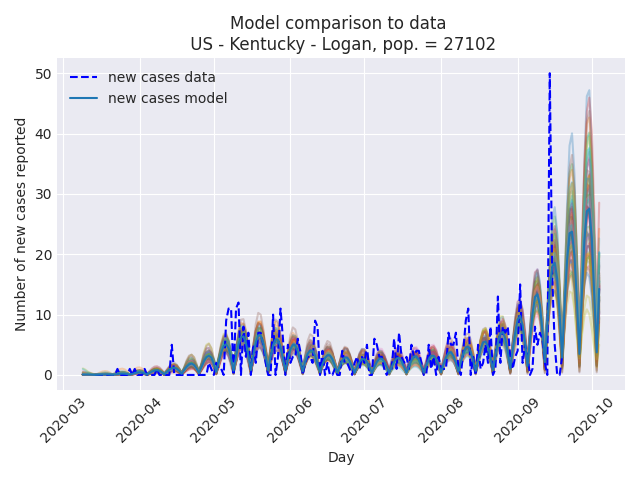 Model comparison to data
US - Kentucky - Logan, pop. = 27102
new cases data
new cases model
Number of new cases reported
50
40
30
20
10
0
2020-03
2020-04
2020-05
2020-06
2020-07
2020-08
2020-09
2020-10
Day